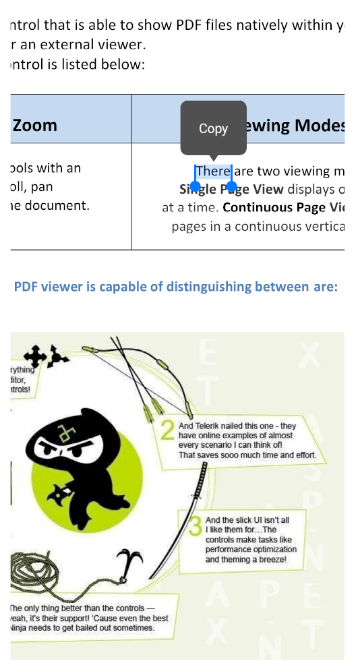 ntrol that is able to show PDF files natively within y
r an external viewer.
ontrol is listed below:
Zoom
ewing Modes
Copy
ools with an
oll, pan
ne document.
There are two viewing m
Single Page View displays o
at a time. Continuous Page Vie
pages in a continuous vertica
PDF viewer is capable of distinguishing between are:
rything
ditor,
ntrols!
2
And Telerik nailed this one - they
have online examples of almost
every scenario I can think of!
That saves sooo much time and effort.
3
And the slick UI isn't all
I like them for...The
controls make tasks like
performance optimization
and theming a breeze!
The only thing better than the controls —
yeah, it's their support! 'Cause even the best
Ninja needs to get bailed out sometimes.